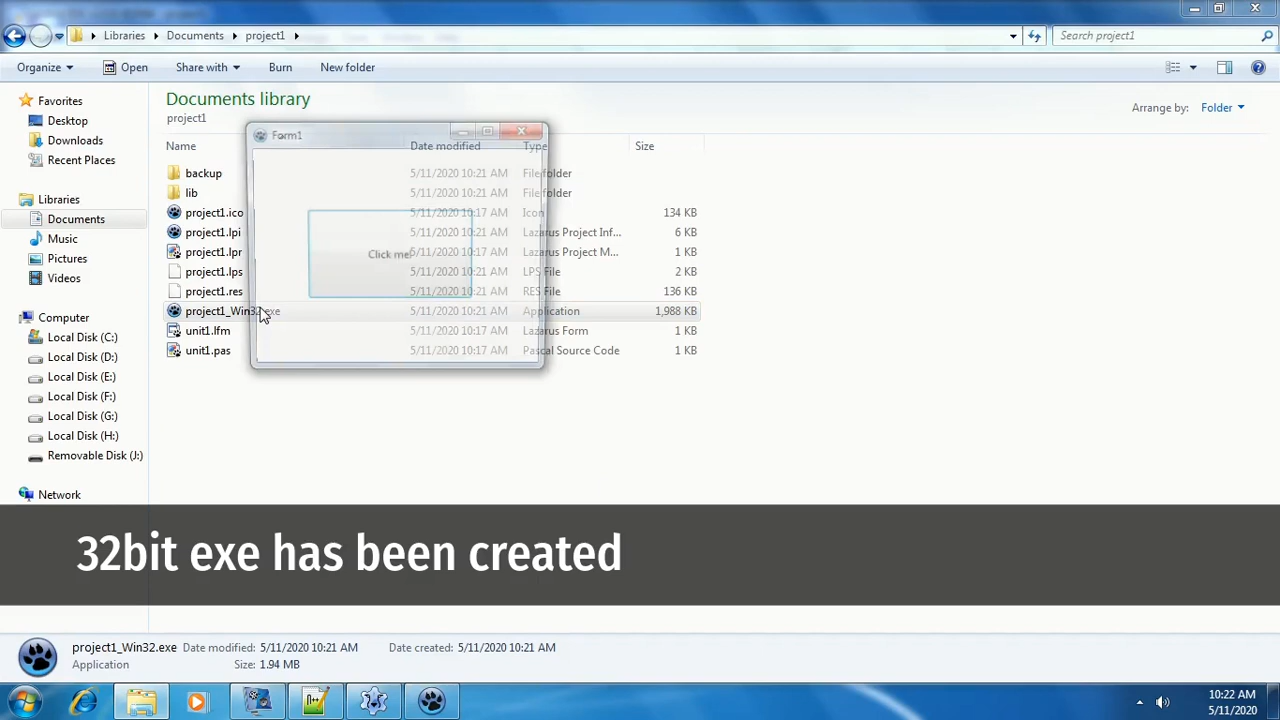 Libraries Documents project1
Search project1
Organize Open Share with Burn New folder
Documents library
project1
Arrange by: Folder
Form1
Name Date modified Type Size
Favorites
Desktop
Downloads
Recent Places
Libraries
Documents
Music
Pictures
Videos
Computer
Local Disk (C:)
Local Disk (D:)
Local Disk (E:)
Local Disk (F:)
Local Disk (G:)
Local Disk (H:)
Removable Disk (J:)
Network
backup 5/11/2020 10:21 AM File folder
lib 5/11/2020 10:21 AM File folder
project1.ico 5/11/2020 10:17 AM Icon 134 KB
project1.lpi 5/11/2020 10:21 AM Lazarus Project Inf... 6 KB
project1.lpr 5/11/2020 10:17 AM Lazarus Project M... 1 KB
Click me
project1.lps 5/11/2020 10:21 AM LPS File 2 KB
project1.res 5/11/2020 10:21 AM RES File 136 KB
project1_Win32.exe 5/11/2020 10:21 AM Application 1,988 KB
unit1.lfm 5/11/2020 10:17 AM Lazarus Form 1 KB
unit1.pas 5/11/2020 10:17 AM Pascal Source Code 1 KB
32bit exe has been created
project1_Win32.exe Date modified: 5/11/2020 10:21 AM Date created: 5/11/2020 10:21 AM
Application Size: 1.94 MB
10:22 AM
5/11/2020